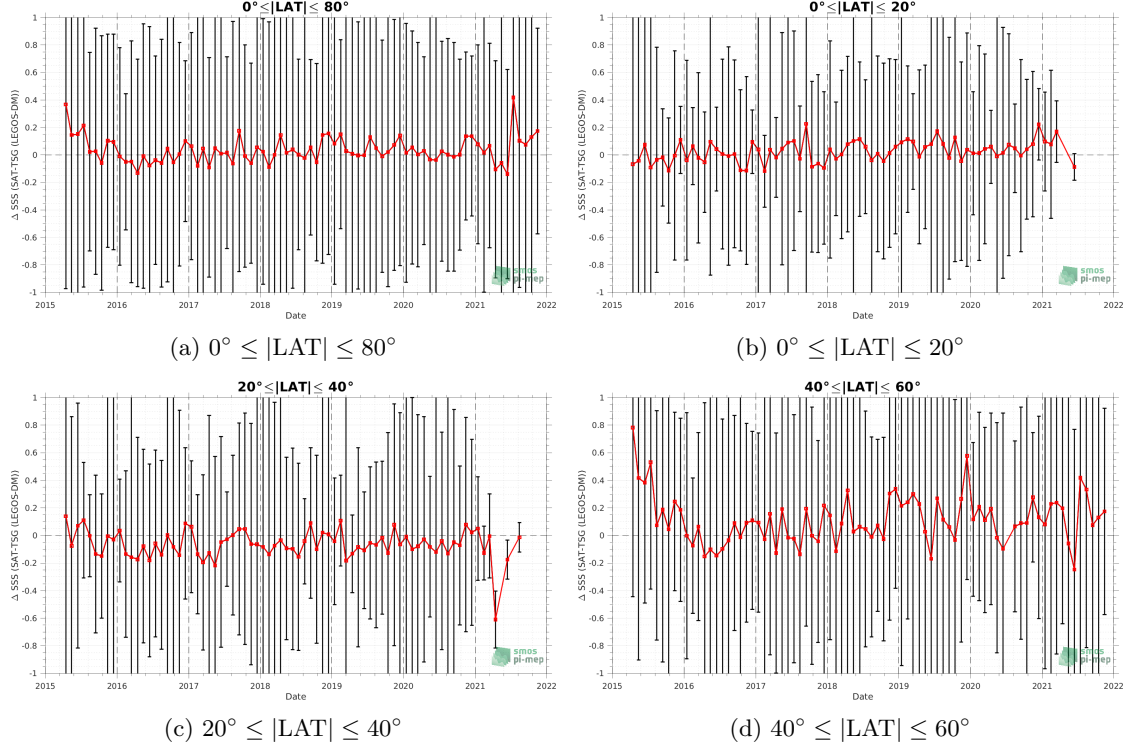 0°≤|LAT|≤ 80°
Δ SSS (SAT-TSG (LEGOS-DM))
1
0.8
0.6
0.4
0.2
0
-0.2
-0.4
-0.6
-0.8
-1
2015 2016 2017 2018 2019 2020 2021 2022
Date
smos
pi-mep
(a) 0° ≤ |LAT| ≤ 80°
0°≤|LAT|≤ 20°
Δ SSS (SAT-TSG (LEGOS-DM))
1
0.8
0.6
0.4
0.2
0
-0.2
-0.4
-0.6
-0.8
-1
2015 2016 2017 2018 2019 2020 2021 2022
Date
smos
pi-mep
(b) 0° ≤ |LAT| ≤ 20°
20°≤|LAT|≤ 40°
Δ SSS (SAT-TSG (LEGOS-DM))
1
0.8
0.6
0.4
0.2
0
-0.2
-0.4
-0.6
-0.8
-1
2015 2016 2017 2018 2019 2020 2021 2022
Date
smos
pi-mep
(c) 20° ≤ |LAT| ≤ 40°
40°≤|LAT|≤ 60°
Δ SSS (SAT-TSG (LEGOS-DM))
1
0.8
0.6
0.4
0.2
0
-0.2
-0.4
-0.6
-0.8
-1
2015 2016 2017 2018 2019 2020 2021 2022
Date
smos
pi-mep
(d) 40° ≤ |LAT| ≤ 60°